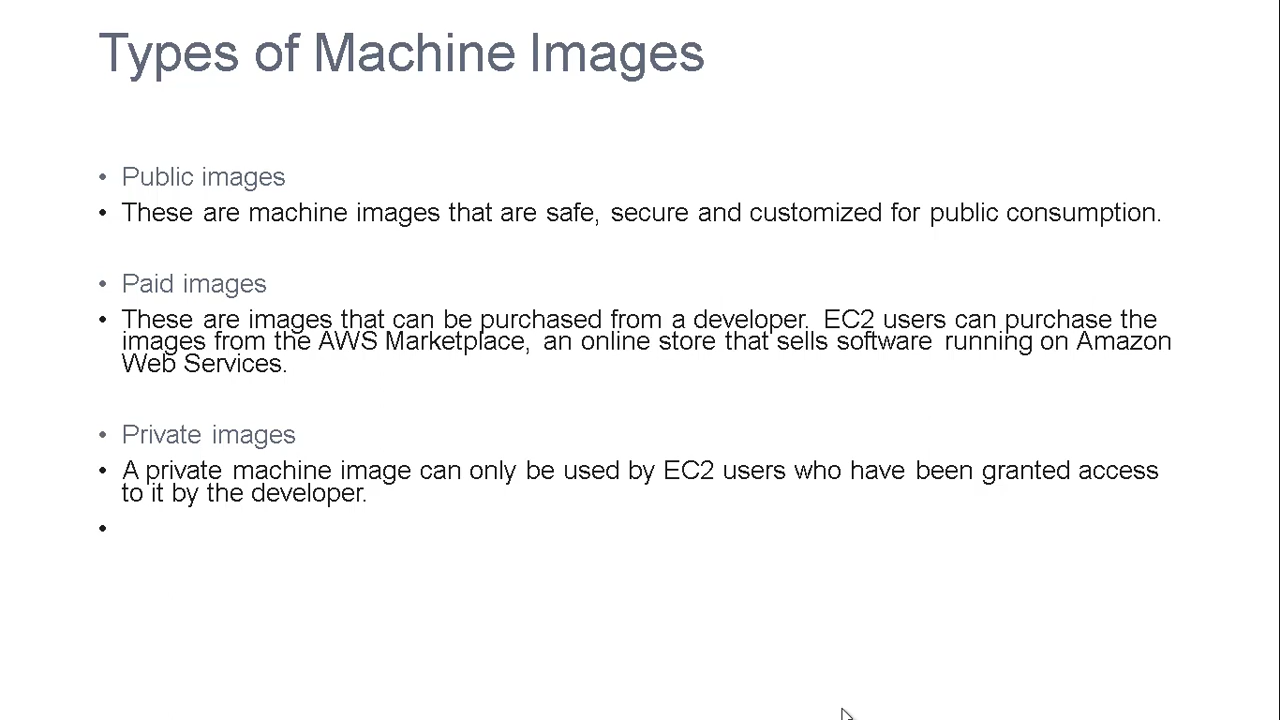 Types of Machine Images
• Public images
• These are machine images that are safe, secure and customized for public consumption.
• Paid images
• These are images that can be purchased from a developer. EC2 users can purchase the
images from the AWS Marketplace, an online store that sells software running on Amazon
Web Services.
• Private images
• A private machine image can only be used by EC2 users who have been granted access
to it by the developer.
•